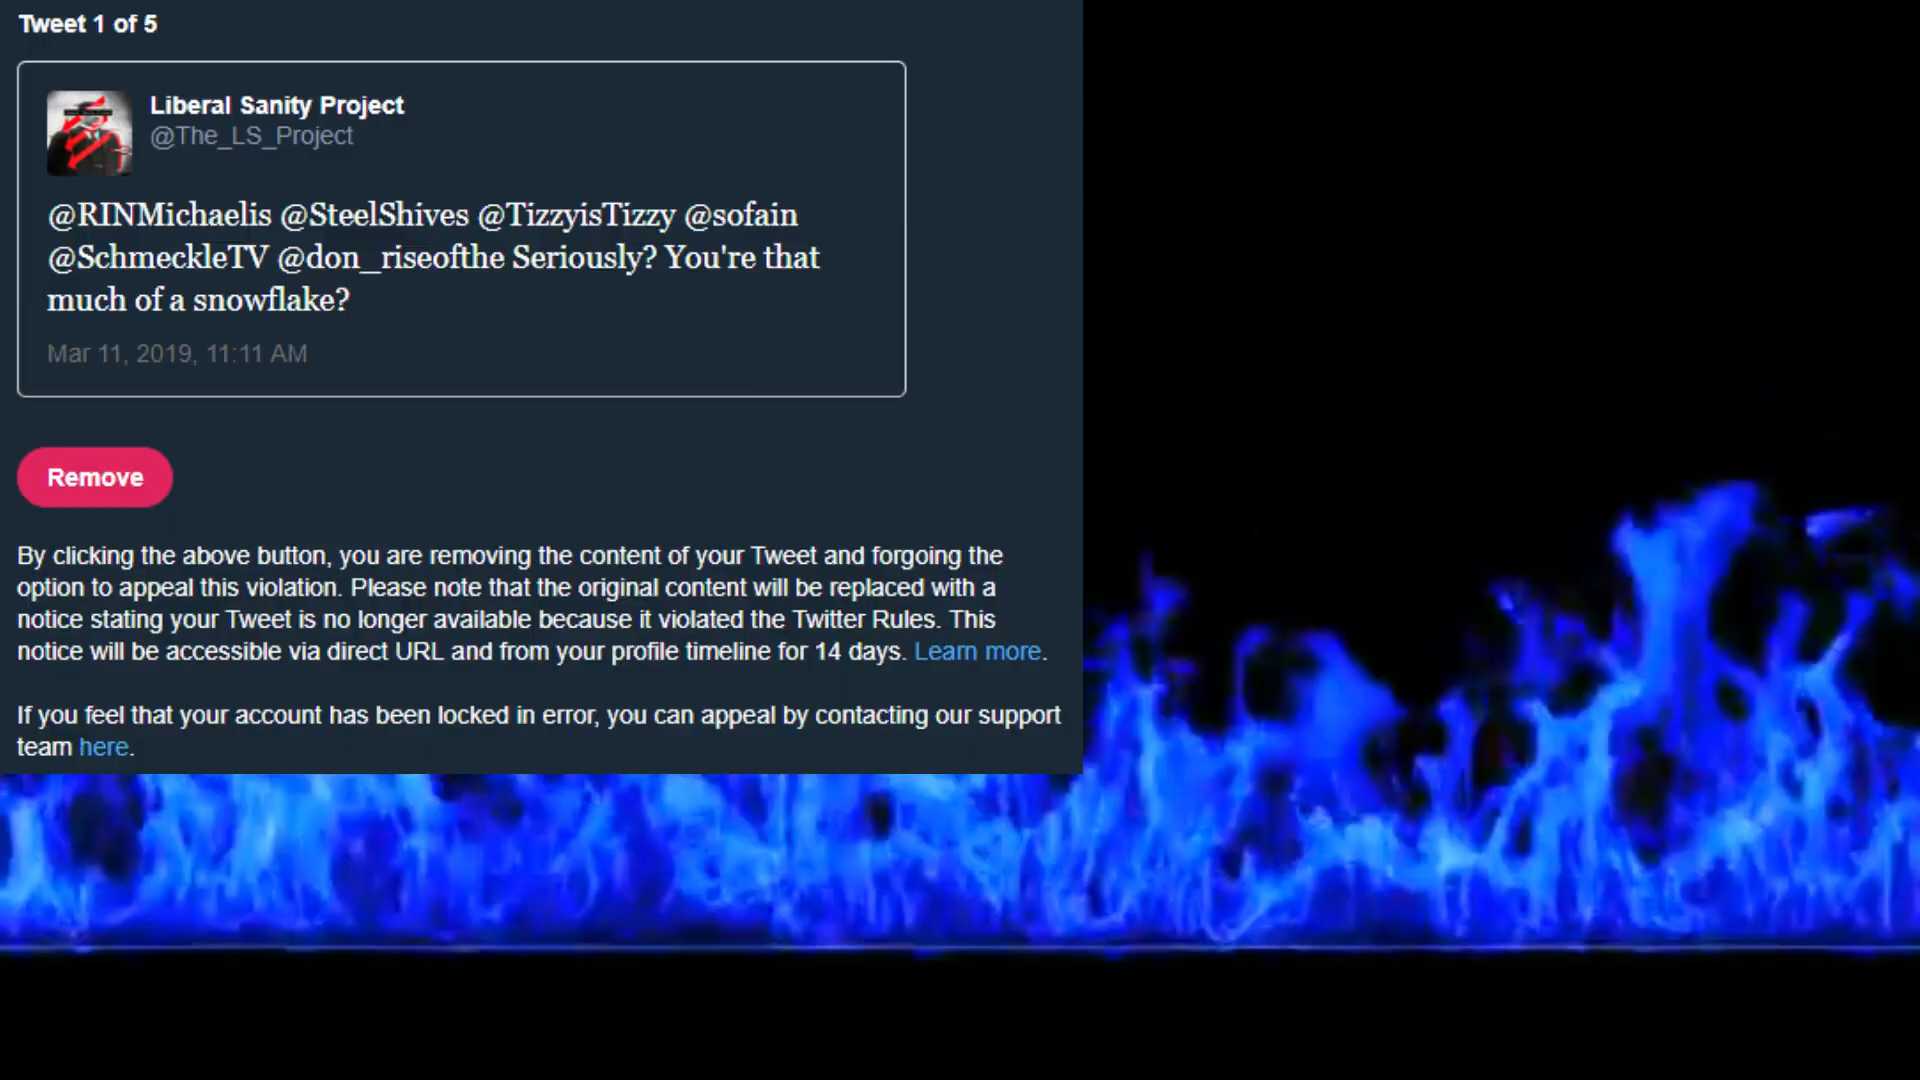 Tweet 1 of 5
Liberal Sanity Project
@The_LS_Project
@RINMichaelis @SteelShives @TizzyisTizzy @sofain
@SchmeckleTV @don_riseofthe Seriously? You're that
much of a snowflake?
Mar 11, 2019, 11:11 AM
Remove
By clicking the above button, you are removing the content of your Tweet and forgoing the
option to appeal this violation. Please note that the original content will be replaced with a
notice stating your Tweet is no longer available because it violated the Twitter Rules. This
notice will be accessible via direct URL and from your profile timeline for 14 days. Learn more.
If you feel that your account has been locked in error, you can appeal by contacting our support
team here.